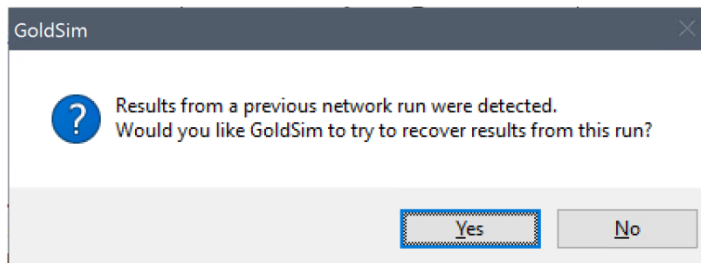 GoldSim
Results from a previous network run were detected.
Would you like GoldSim to try to recover results from this run?
Yes
No